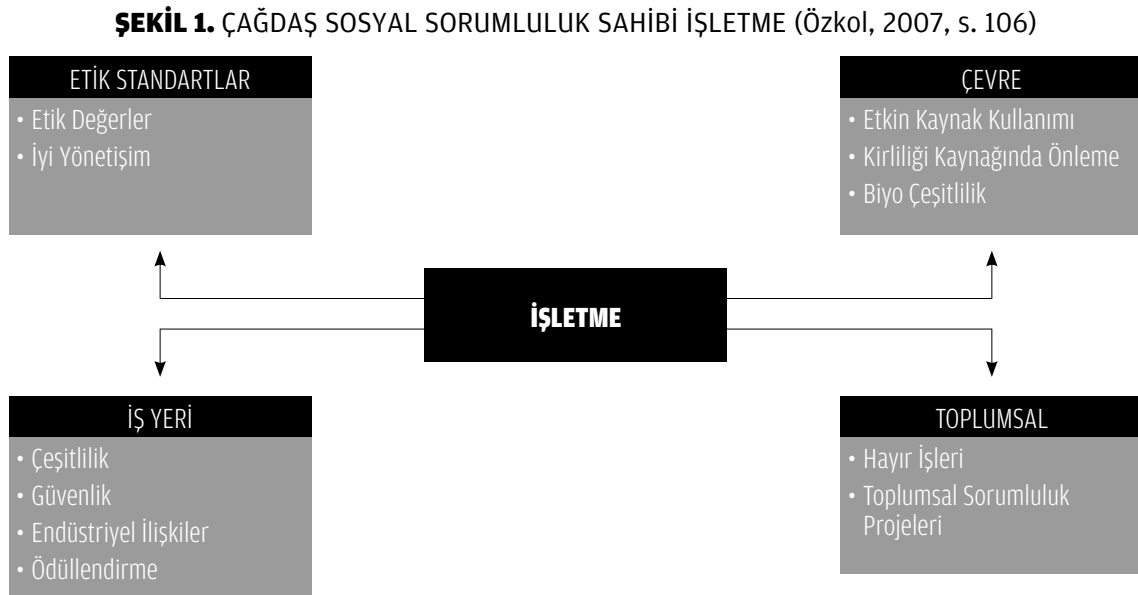 ŞEKİL 1. ÇAĞDAŞ SOSYAL SORUMLULUK SAHİBİ İŞLETME (Özkol, 2007, s. 106)
ETİK STANDARTLAR
• Etik Değerler
• İyi Yönetişim
ÇEVRE
• Etkin Kaynak Kullanımı
• Kirliliği Kaynağında Önleme
• Biyo Çeşitlilik
İŞLETME
İŞ YERİ
• Çeşitlilik
• Güvenlik
• Endüstriyel İlişkiler
• Ödüllendirme
TOPLUMSAL
• Hayır İşleri
• Toplumsal Sorumluluk
Projeleri